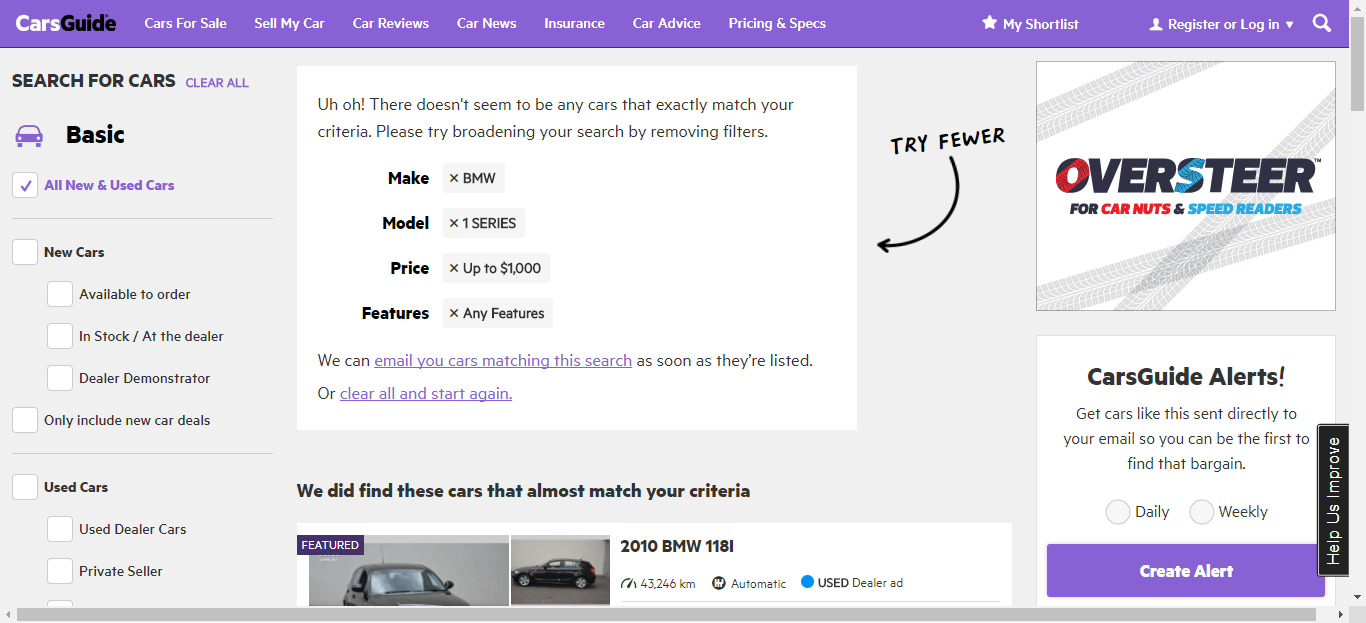 CarsGuide Cars For Sale Sell My Car Car Reviews Car News Insurance Car Advice Pricing & Specs My Shortlist Register or Log in
SEARCH FOR CARS CLEAR ALL
Basic
All New & Used Cars
New Cars
Available to order
In Stock / At the dealer
Dealer Demonstrator
Only include new car deals
Used Cars
Used Dealer Cars
Private Seller
Uh oh! There doesn't seem to be any cars that exactly match your
criteria. Please try broadening your search by removing filters.
Make × BMW
Model × 1 SERIES
Price × Up to $1,000
Features × Any Features
We can email you cars matching this search as soon as they're listed.
Or clear all and start again.
TRY FEWER
We did find these cars that almost match your criteria
FEATURED
2010 BMW 118I
43,246 km Automatic USED Dealer ad
OVERSTEER™
FOR CAR NUTS & SPEED READERS
CarsGuide Alerts!
Get cars like this sent directly to
your email so you can be the first to
find that bargain.
Daily Weekly
Create Alert
Help Us Improve